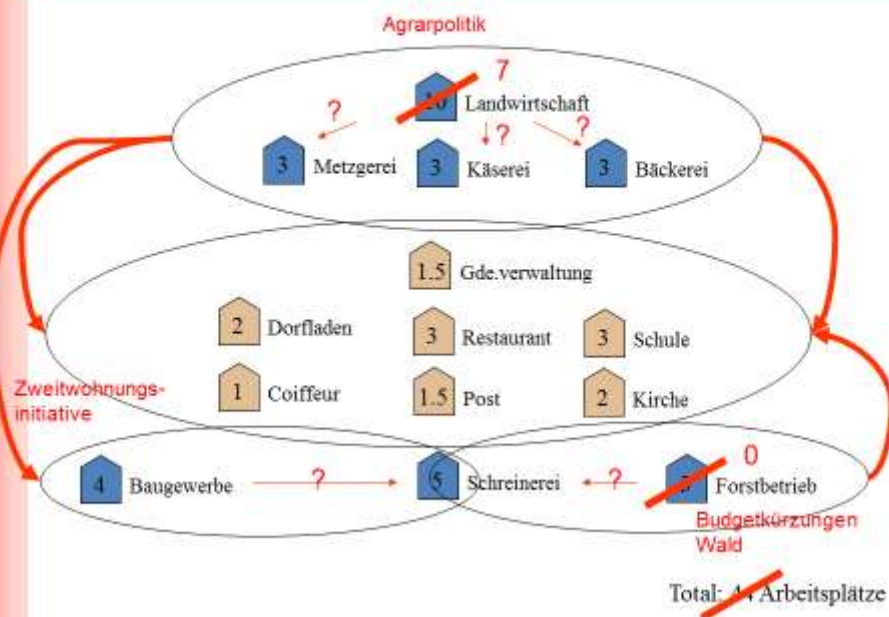 Agrarpolitik
7
10 Landwirtschaft
? ? ?
3 Metzgerei 3 Käserei 3 Bäckerei
1.5 Gde.verwaltung
2 Dorfladen 3 Restaurant 3 Schule
1 Coiffeur 1.5 Post 2 Kirche
Zweitwohnungs-
initiative
0
4 Baugewerbe ? 5 Schreinerei ? Forstbetrieb
Budgetkürzungen
Wald
Total: 44 Arbeitsplätze